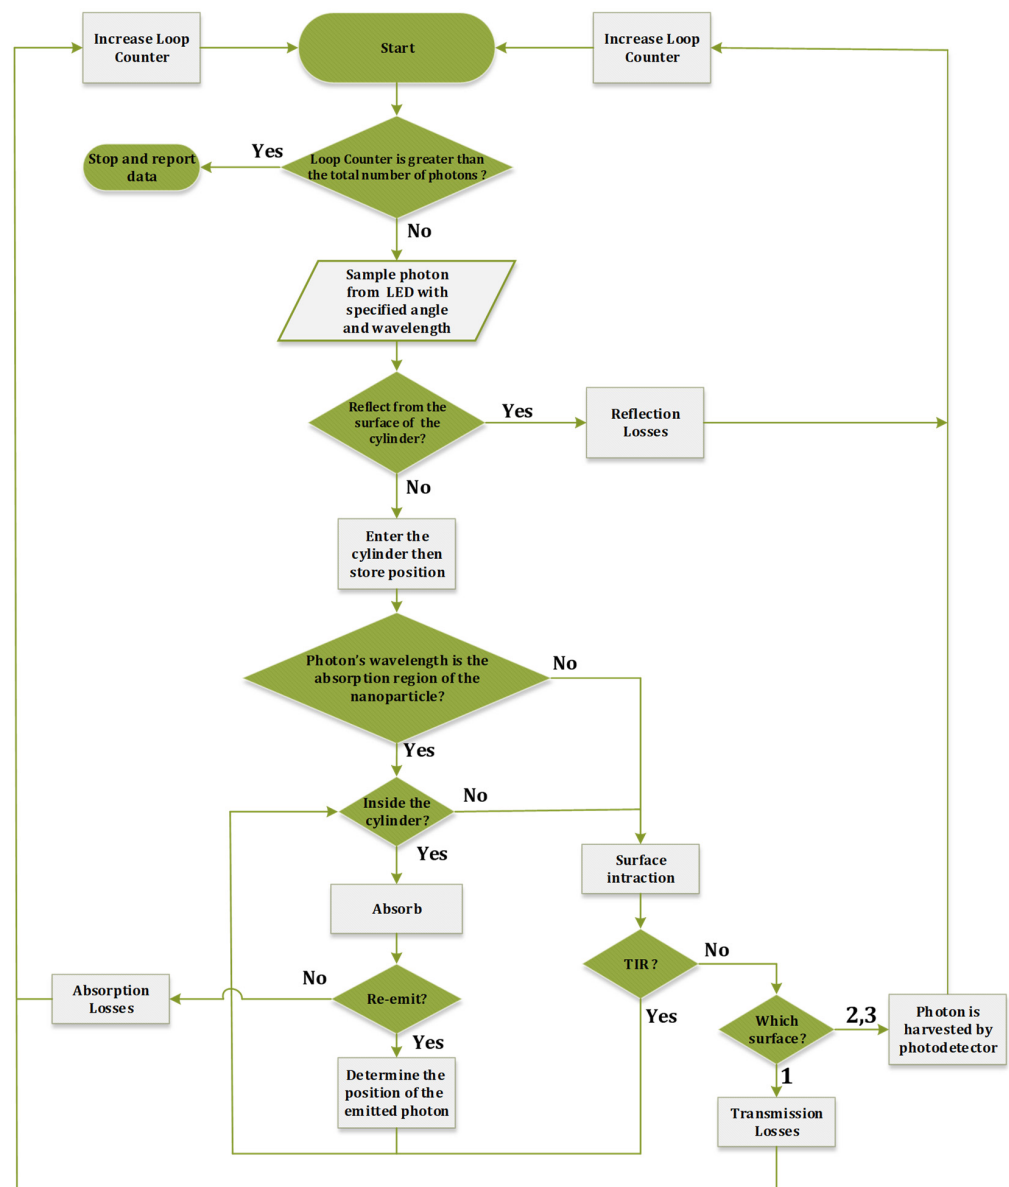 Increase Loop
Counter
Start
Increase Loop
Counter
Yes
Stop and report
data
Loop Counter is greater than
the total number of photons ?
No
Sample photon
from LED with
specified angle
and wavelength
Reflect from the
surface of the
cylinder?
Yes
Reflection
Losses
No
Enter the
cylinder then
store position
Photon's wavelength is the
absorption region of the
nanoparticle?
No
Yes
Inside the
cylinder?
No
Yes
Surface
intraction
Absorb
TIR ?
No
Yes
No
Absorption
Losses
Re-emit?
Yes
Which
surface?
2,3
Photon is
harvested by
photodetector
1
Determine the
position of the
emitted photon
Transmission
Losses